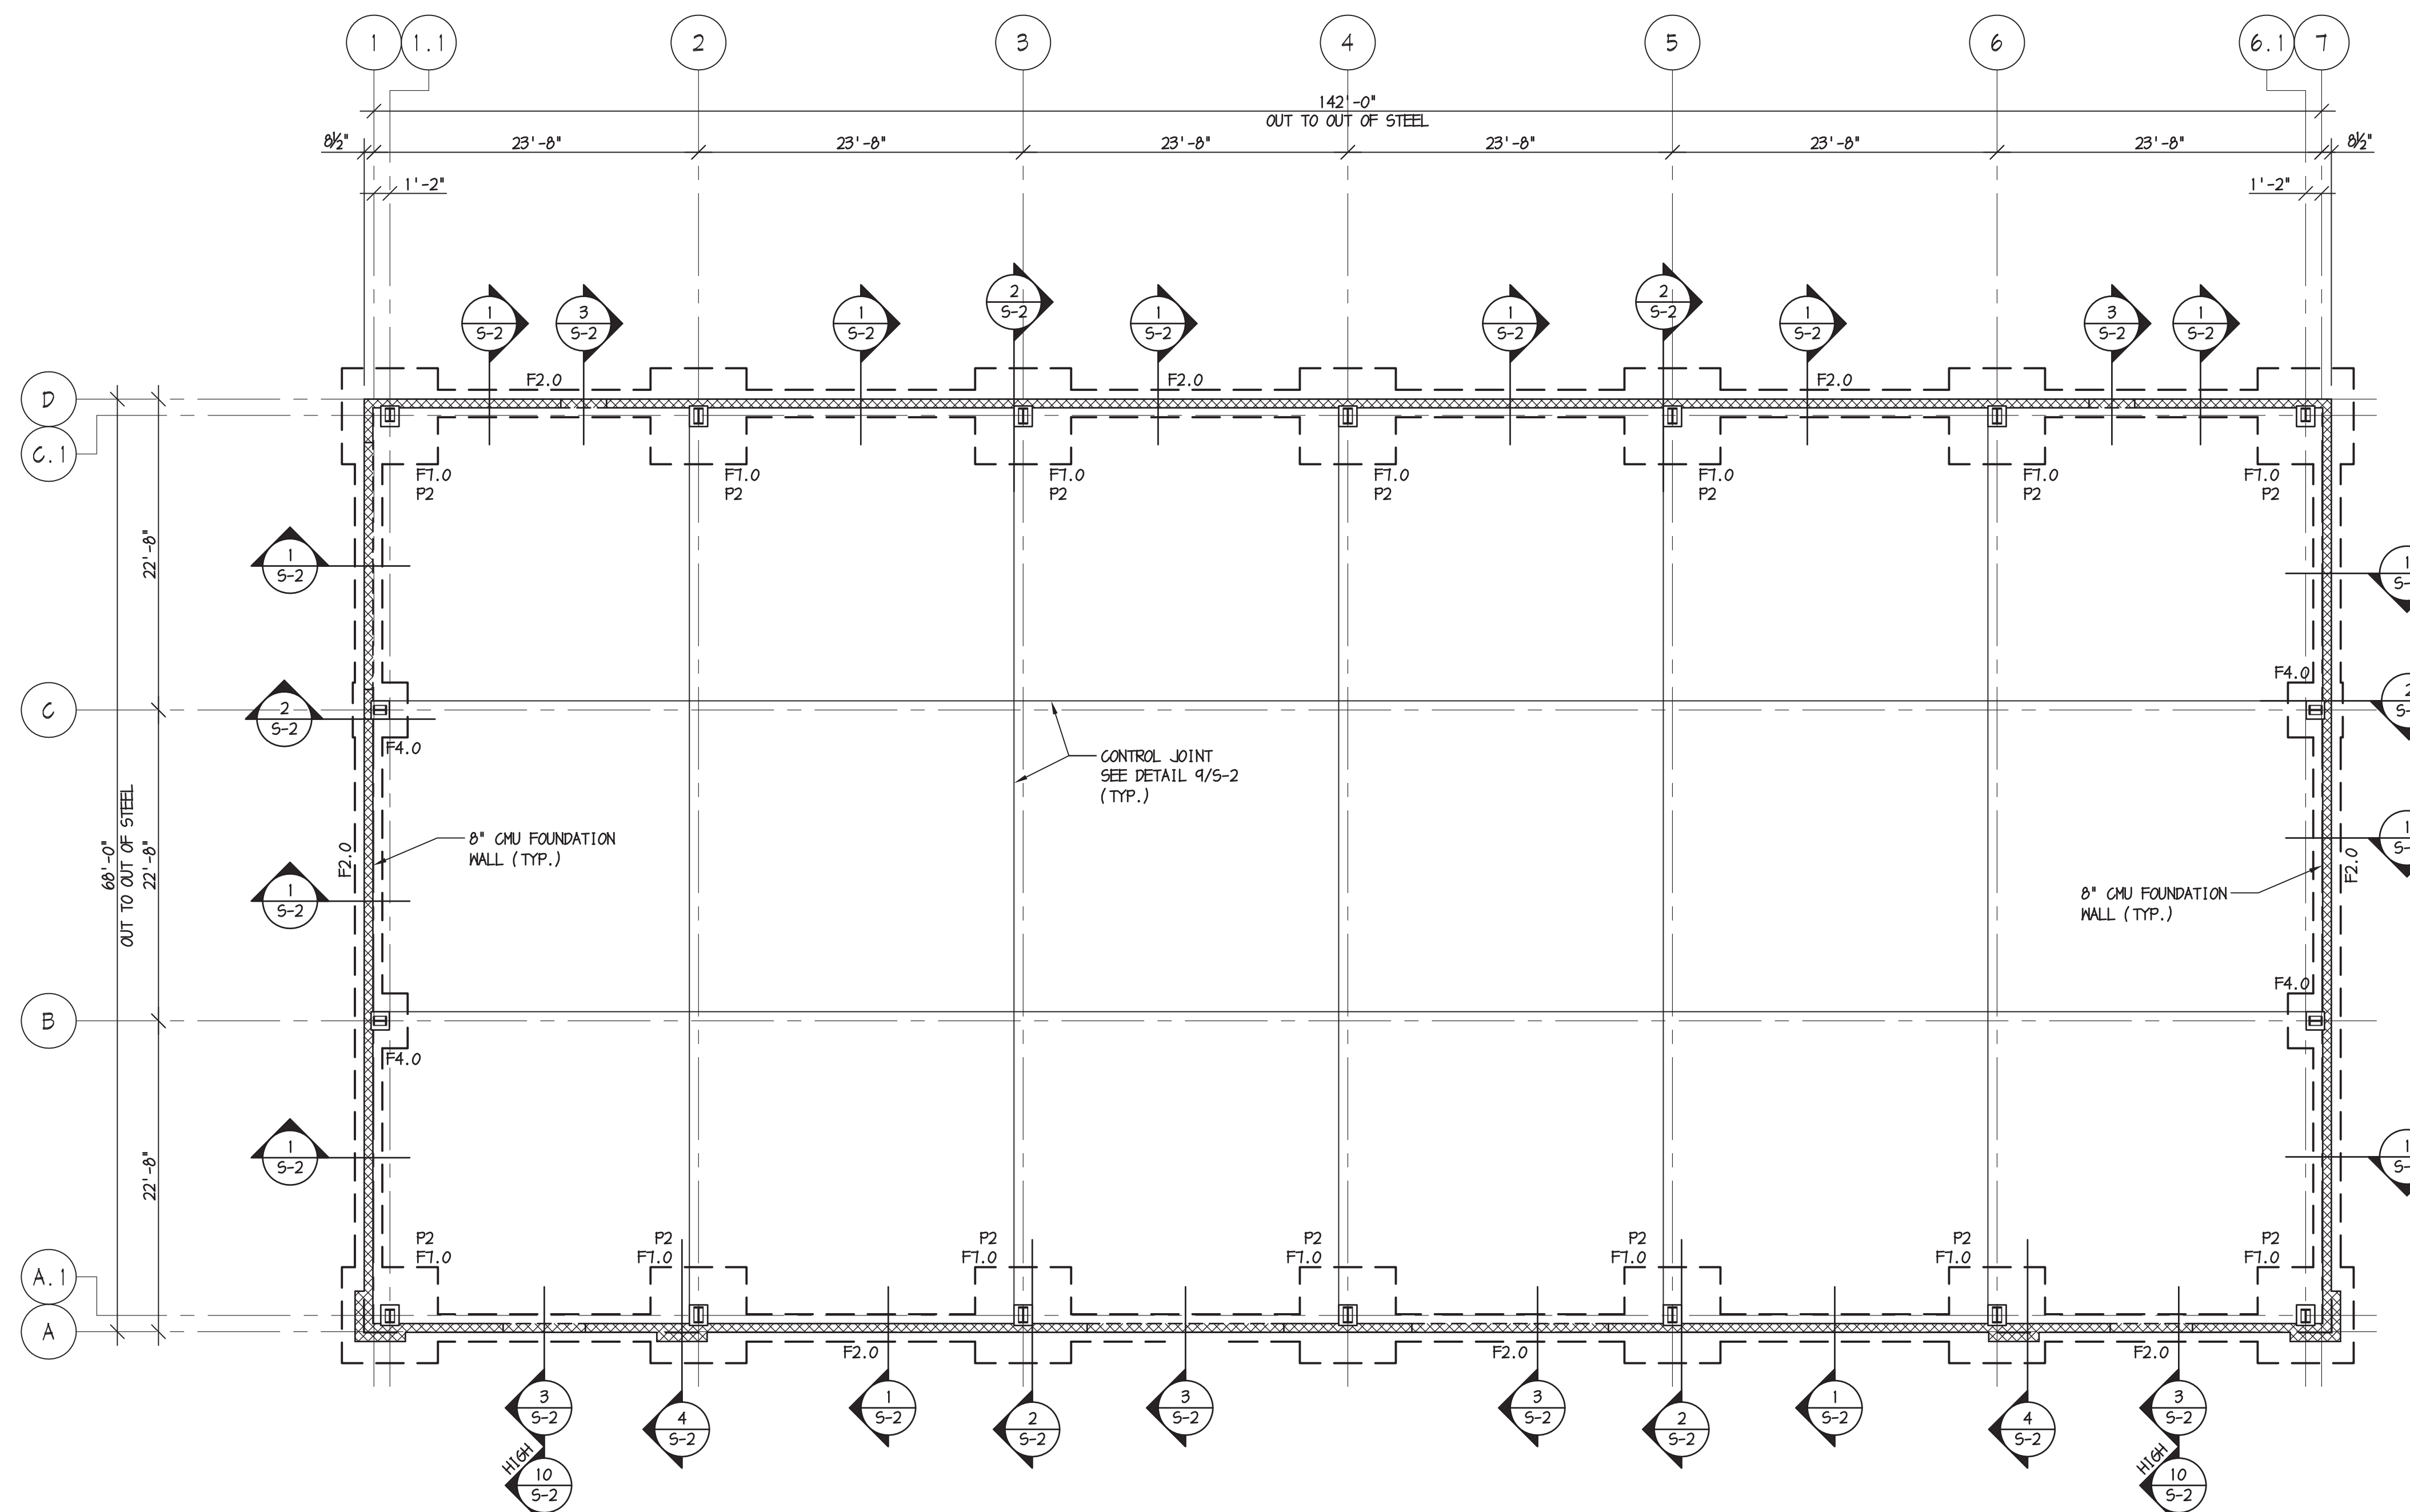 1 1.1 2 3 4 5 6 6.1 7
142'-0"
OUT TO OUT OF STEEL
8½" 23'-8" 23'-8" 23'-8" 23'-8" 23'-8" 23'-8" 8½"
1'-2" 1'-2"
2 2
S-2 S-2
1 3 1 1 1 1 3 1
S-2 S-2 S-2 S-2 S-2 S-2 S-2 S-2
F2.0 F2.0 F2.0
D
C.1
F7.0 F7.0 F7.0 F7.0 F7.0 F7.0 F7.0
P2 P2 P2 P2 P2 P2 P2
22'-8"
1
S-2
1
S-
F4.0
C
2
S-2
2
S-
F4.0
CONTROL JOINT
SEE DETAIL 9/S-2
(TYP.)
68'-0"
OUT TO OUT OF STEEL
22'-8"
F2.0
8" CMU FOUNDATION
WALL (TYP.)
1
S-
F2.0
1
S-2
8" CMU FOUNDATION
WALL (TYP.)
F4.0
B
F4.0
22'-8"
1
S-2
1
S-
P2 P2 P2 P2 P2 P2 P2
F7.0 F7.0 F7.0 F7.0 F7.0 F7.0 F7.0
A.1
A
F2.0 F2.0 F2.0
3 1 3 3 1 3
S-2 S-2 S-2 S-2 S-2 S-2
4 2 2 4
S-2 S-2 S-2 S-2
HIGH HIGH
10 10
S-2 S-2